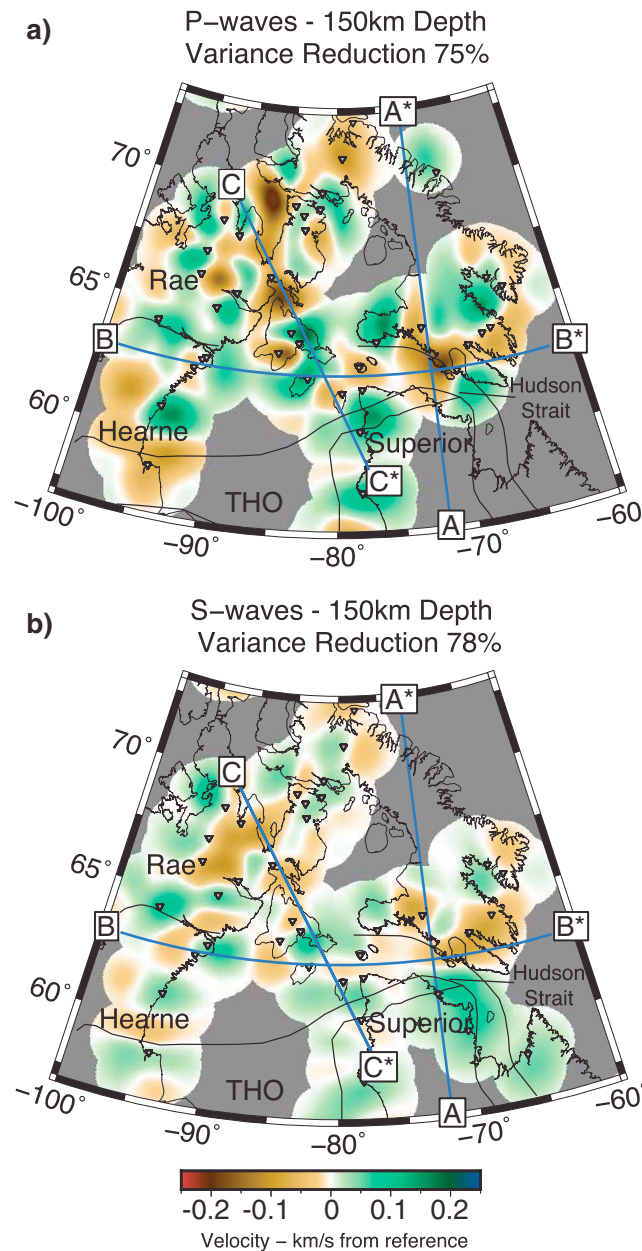 a)
P-waves - 150km Depth
Variance Reduction 75%
A*
70°
C
65°
Rae
B
B*
60°
Hudson
Strait
Hearne
Superior
C*
THO
A
-100
-90°
-80°
-70°
-60
b)
S-waves - 150km Depth
Variance Reduction 78%
A*
70°
C
65°
Rae
B
B*
60°
Hudson
Strait
Hearne
Superior
C*
THO
A
-100
-90°
-80°
-70°
-60
-0.2 -0.1 0 0.1 0.2
Velocity - km/s from reference